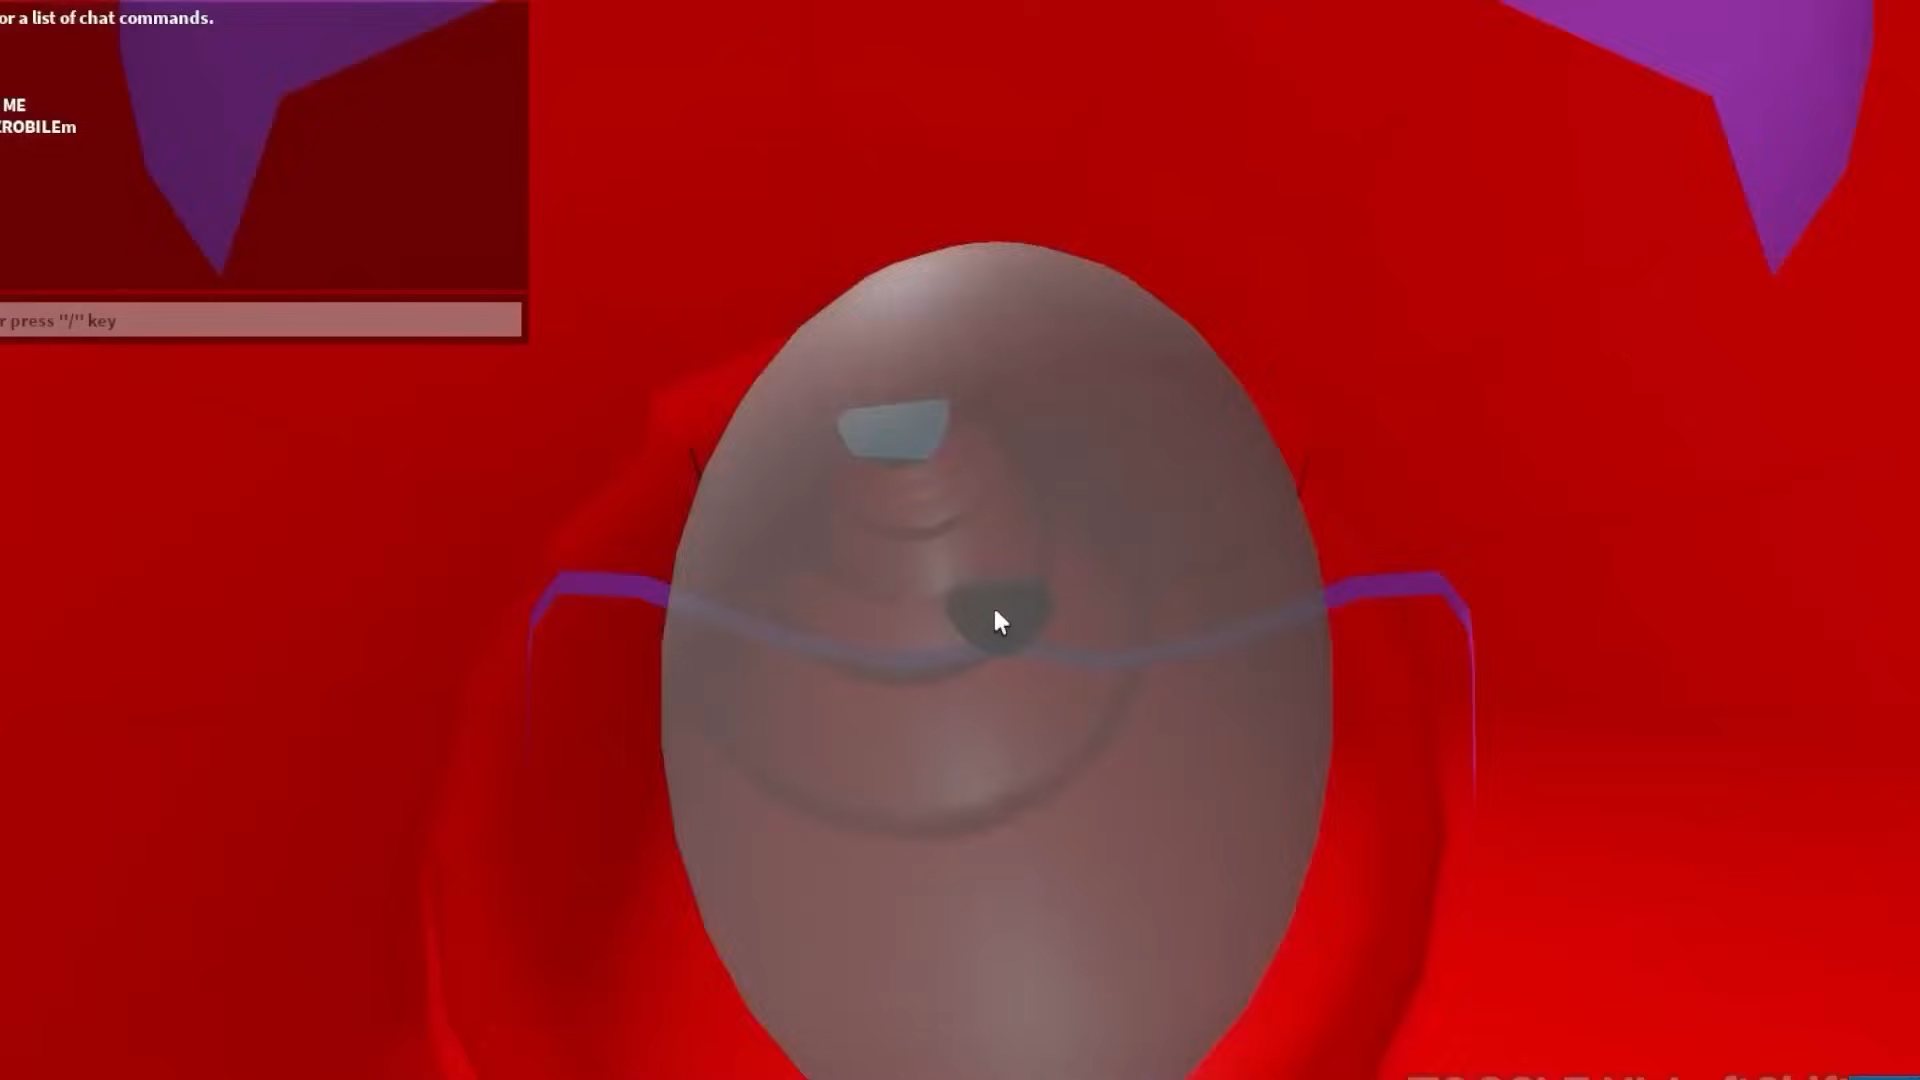 or a list of chat commands.
ME
ROBILEm
r press "/" key